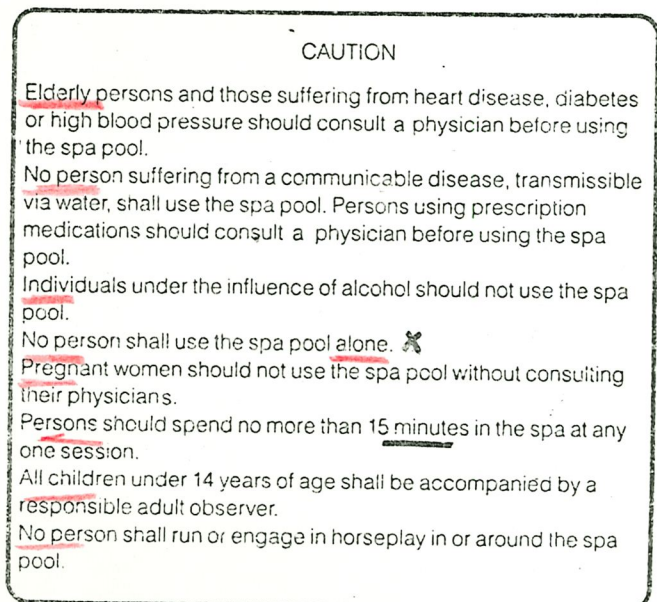 CAUTION
Elderly persons and those suffering from heart disease, diabetes
or high blood pressure should consult a physician before using
the spa pool.
No person suffering from a communicable disease, transmissible
via water, shall use the spa pool. Persons using prescription
medications should consult a physician before using the spa
pool.
Individuals under the influence of alcohol should not use the spa
pool.
No person shall use the spa pool alone. X
Pregnant women should not use the spa pool without consulting
their physicians.
Persons should spend no more than 15 minutes in the spa at any
one session.
All children under 14 years of age shall be accompanied by a
responsible adult observer.
No person shall run or engage in horseplay in or around the spa
pool.